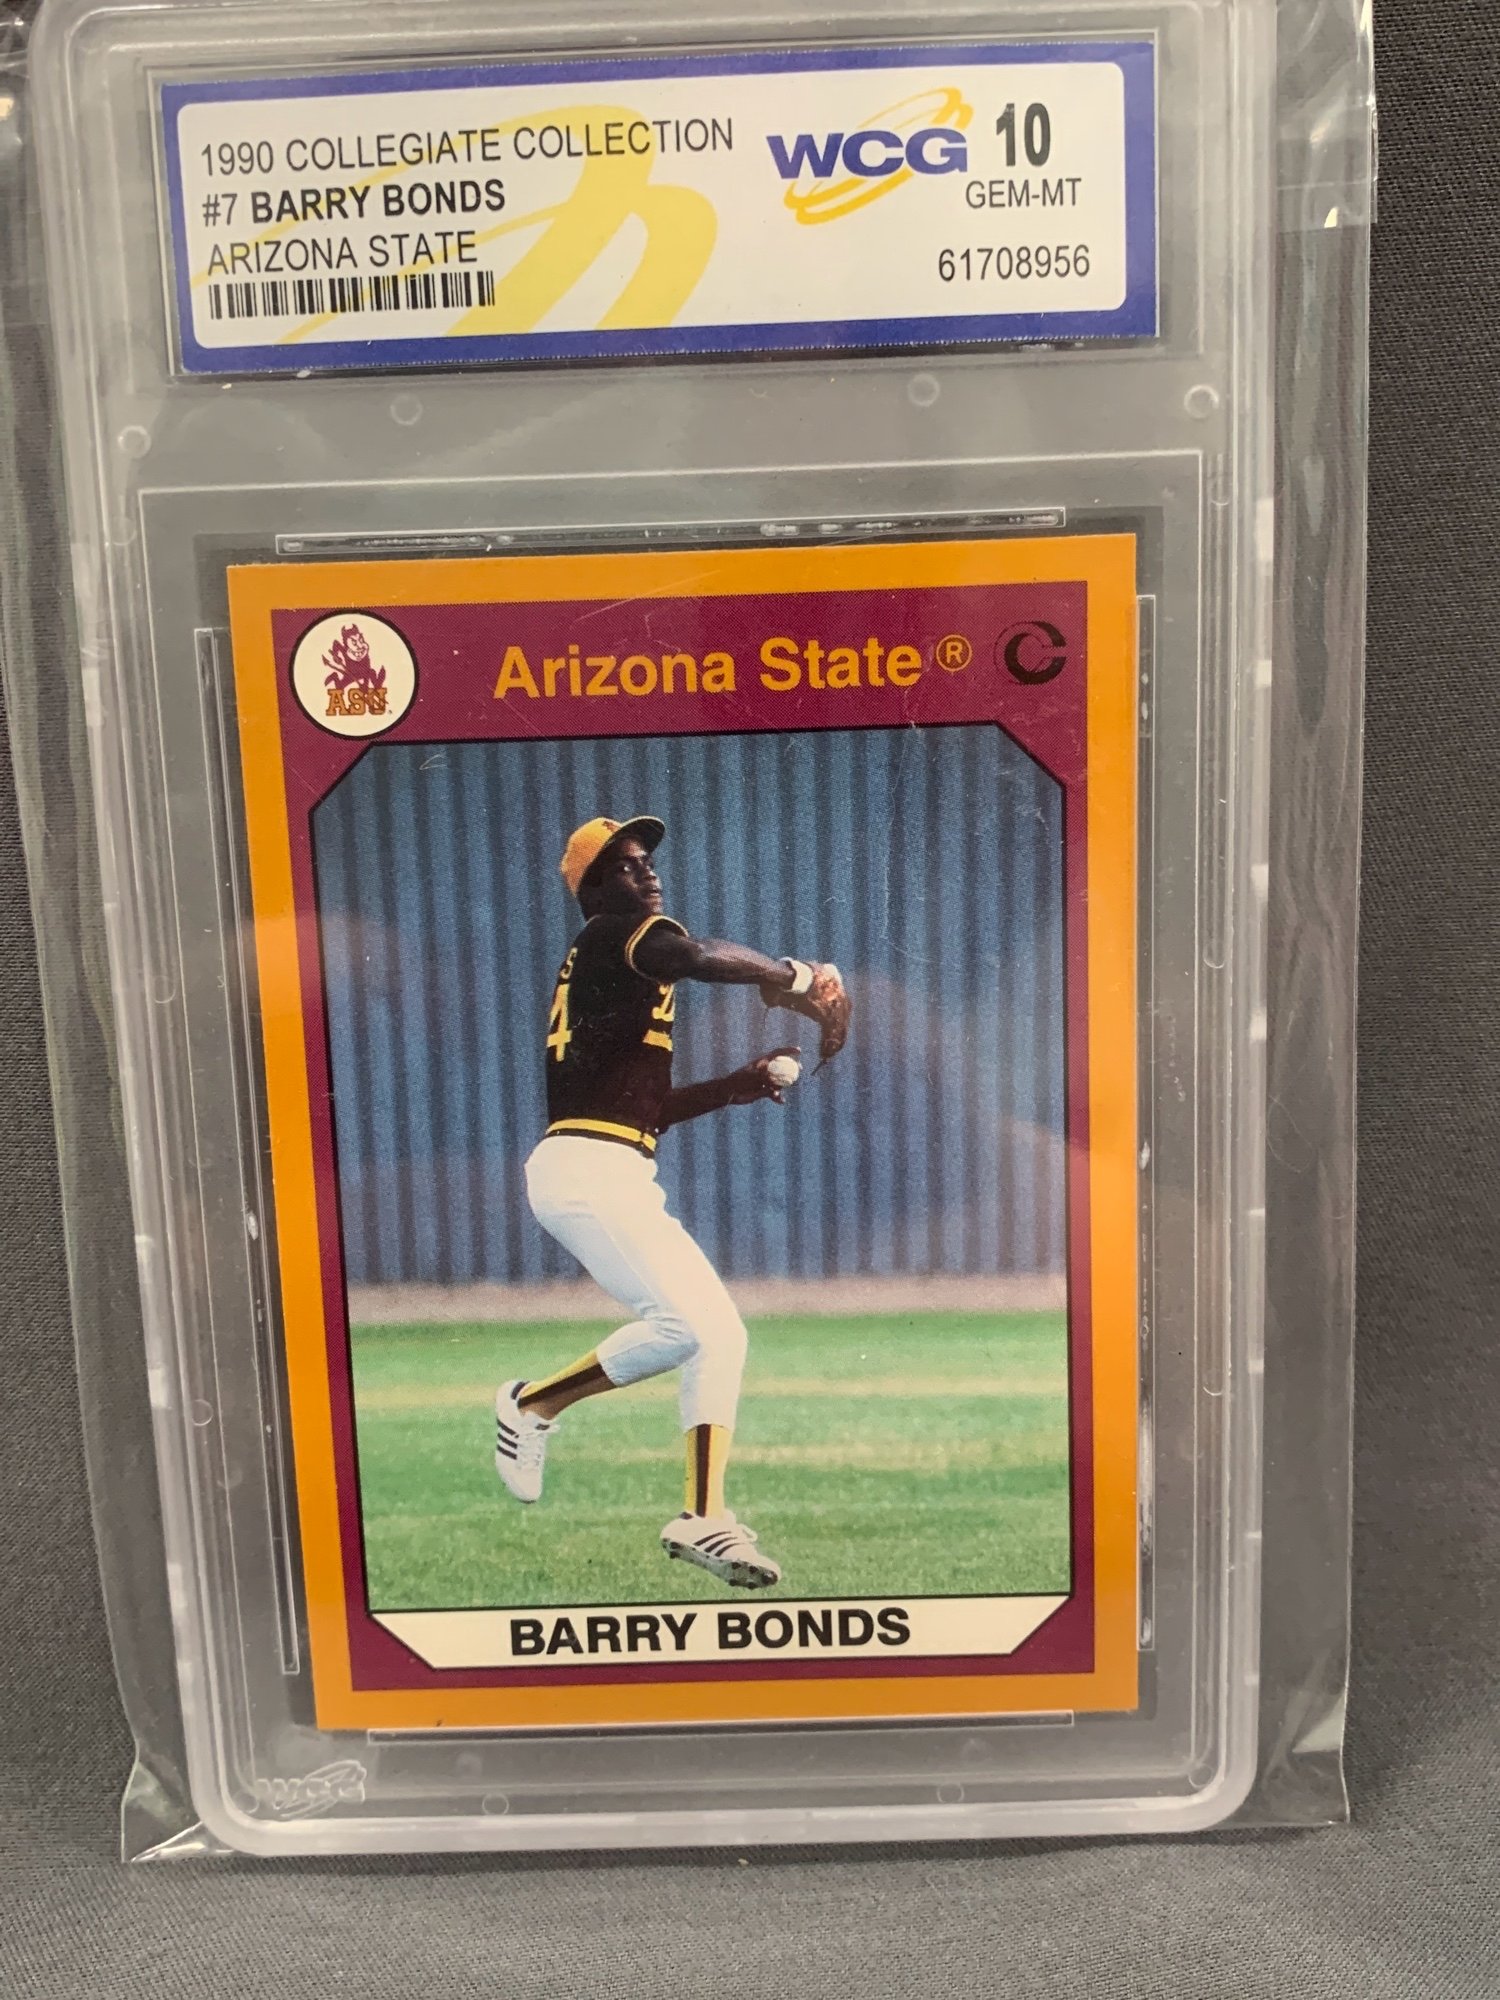 1990 COLLEGIATE COLLECTION
#7 BARRY BONDS
ARIZONA STATE
WCG 10
GEM-MT
61708956
Arizona State ®
ASU
BARRY BONDS